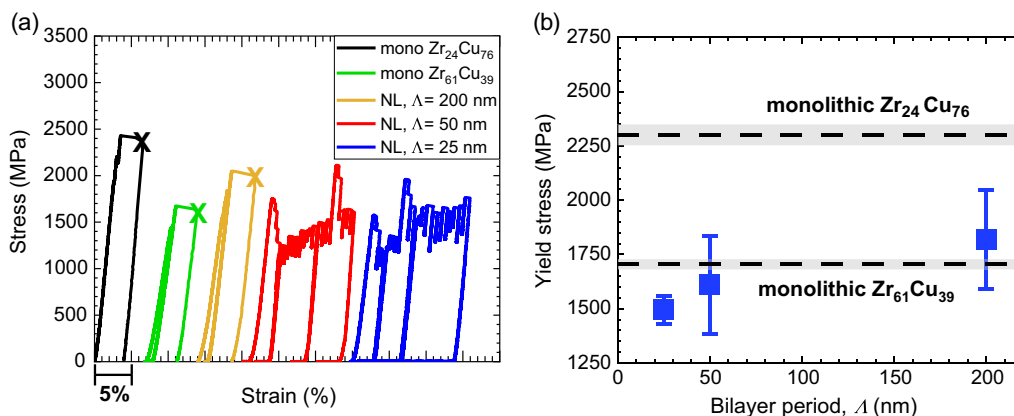 (a)
3500
3000
2500
2000
1500
1000
500
0
Stress (MPa)
mono Zr₂₄Cu₇₆
mono Zr₆₁Cu₃₉
NL, Λ= 200 nm
NL, Λ= 50 nm
NL, Λ= 25 nm
X
X
X
5%
Strain (%)
(b)
2750
2500
2250
2000
1750
1500
1250
Yield stress (MPa)
monolithic Zr₂₄ Cu₇₆
monolithic Zr₆₁Cu₃₉
0 50 100 150 200
Bilayer period, Λ (nm)